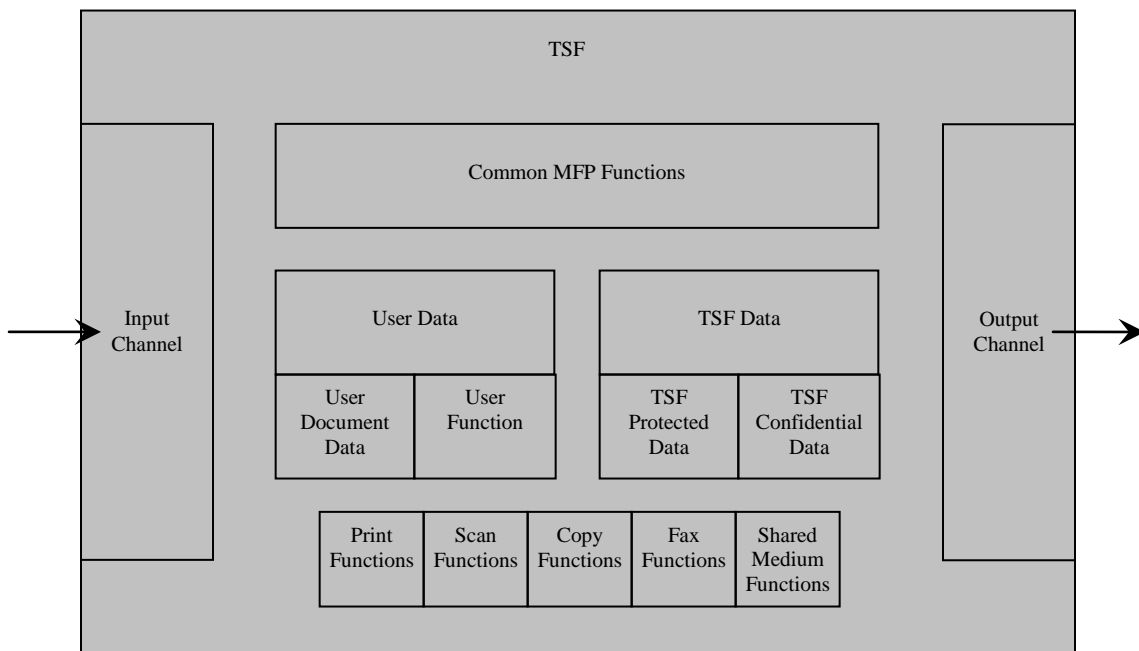 TSF
Common MFP Functions
Input
Channel
User Data
TSF Data
Output
Channel
User
Document
Data
User
Function
TSF
Protected
Data
TSF
Confidential
Data
Print
Functions
Scan
Functions
Copy
Functions
Fax
Functions
Shared
Medium
Functions